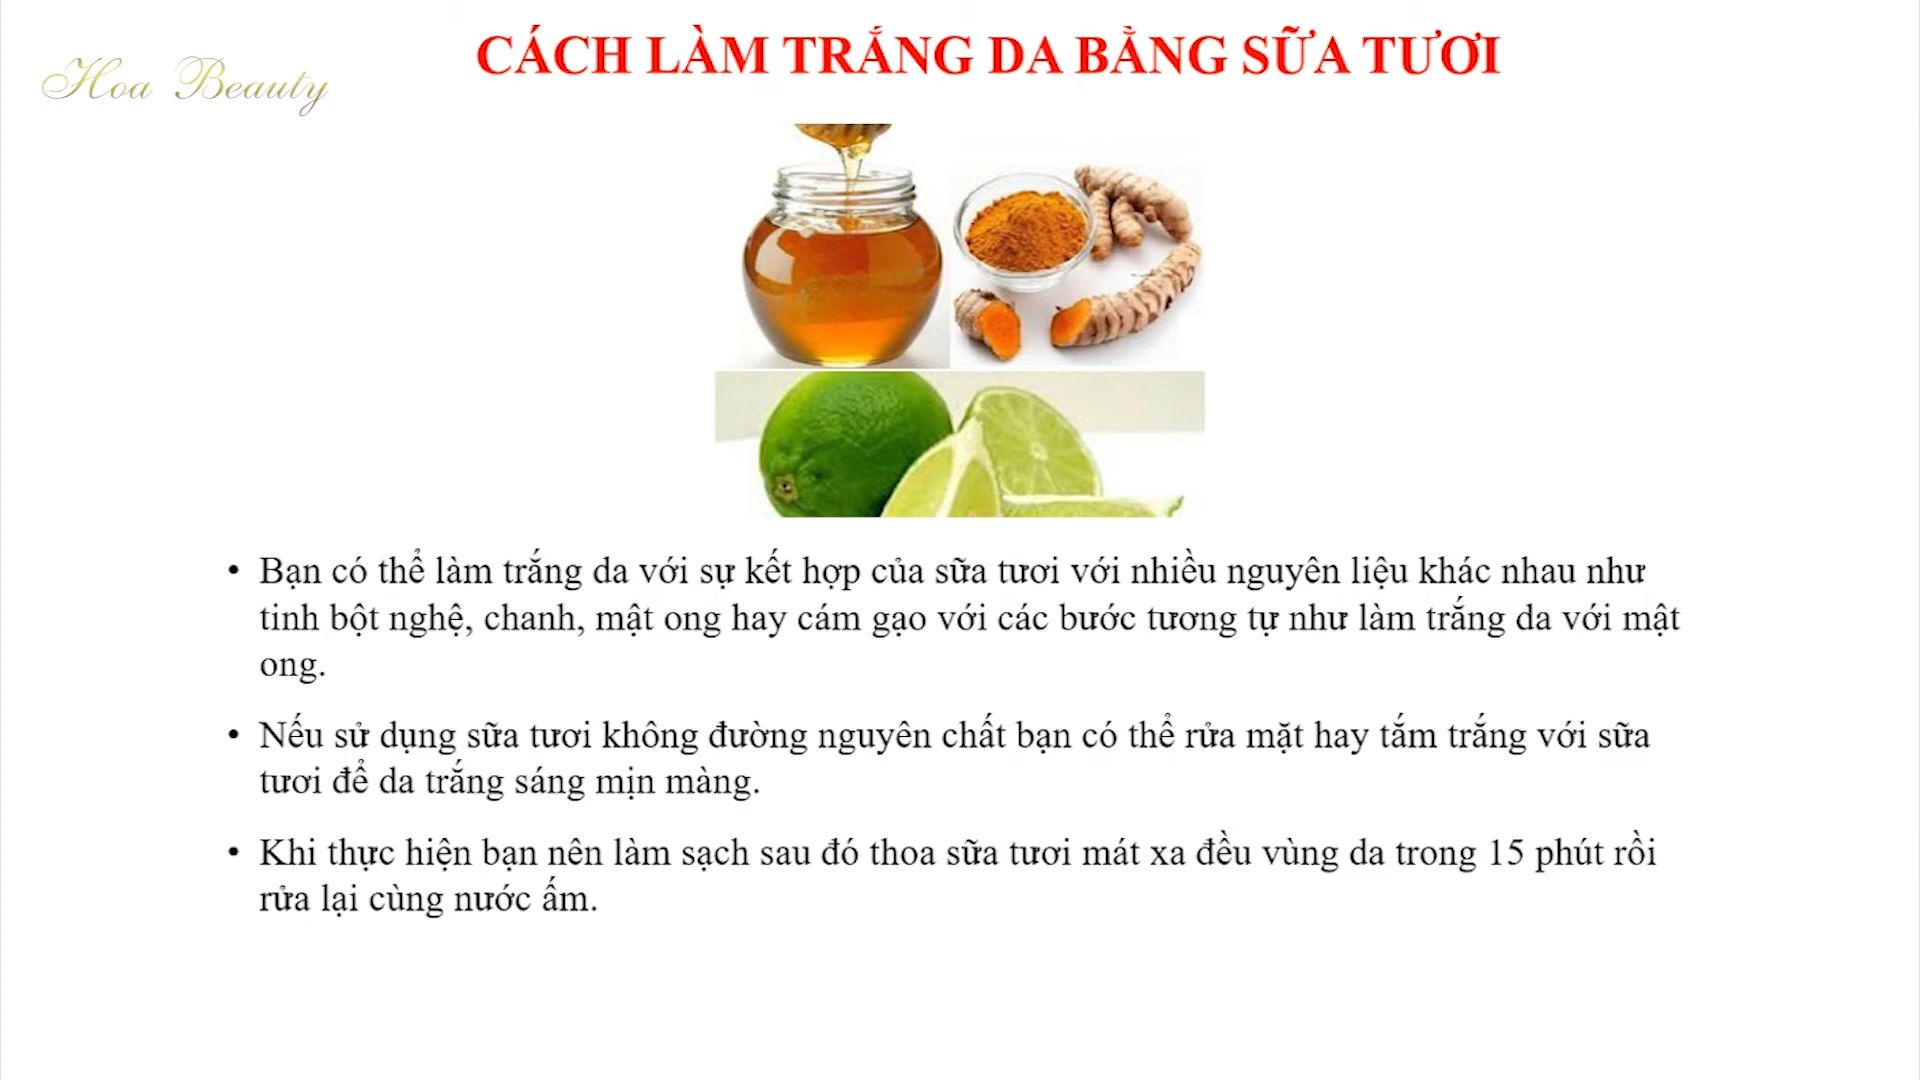 CÁCH LÀM TRẮNG DA BẰNG SỮA TƯƠI
Hoa Beauty
• Bạn có thể làm trắng da với sự kết hợp của sữa tươi với nhiều nguyên liệu khác nhau như
tinh bột nghệ, chanh, mật ong hay cám gạo với các bước tương tự như làm trắng da với mật
ong.
• Nếu sử dụng sữa tươi không đường nguyên chất bạn có thể rửa mặt hay tắm trắng với sữa
tươi để da trắng sáng mịn màng.
• Khi thực hiện bạn nên làm sạch sau đó thoa sữa tươi mát xa đều vùng da trong 15 phút rồi
rửa lại cùng nước ấm.